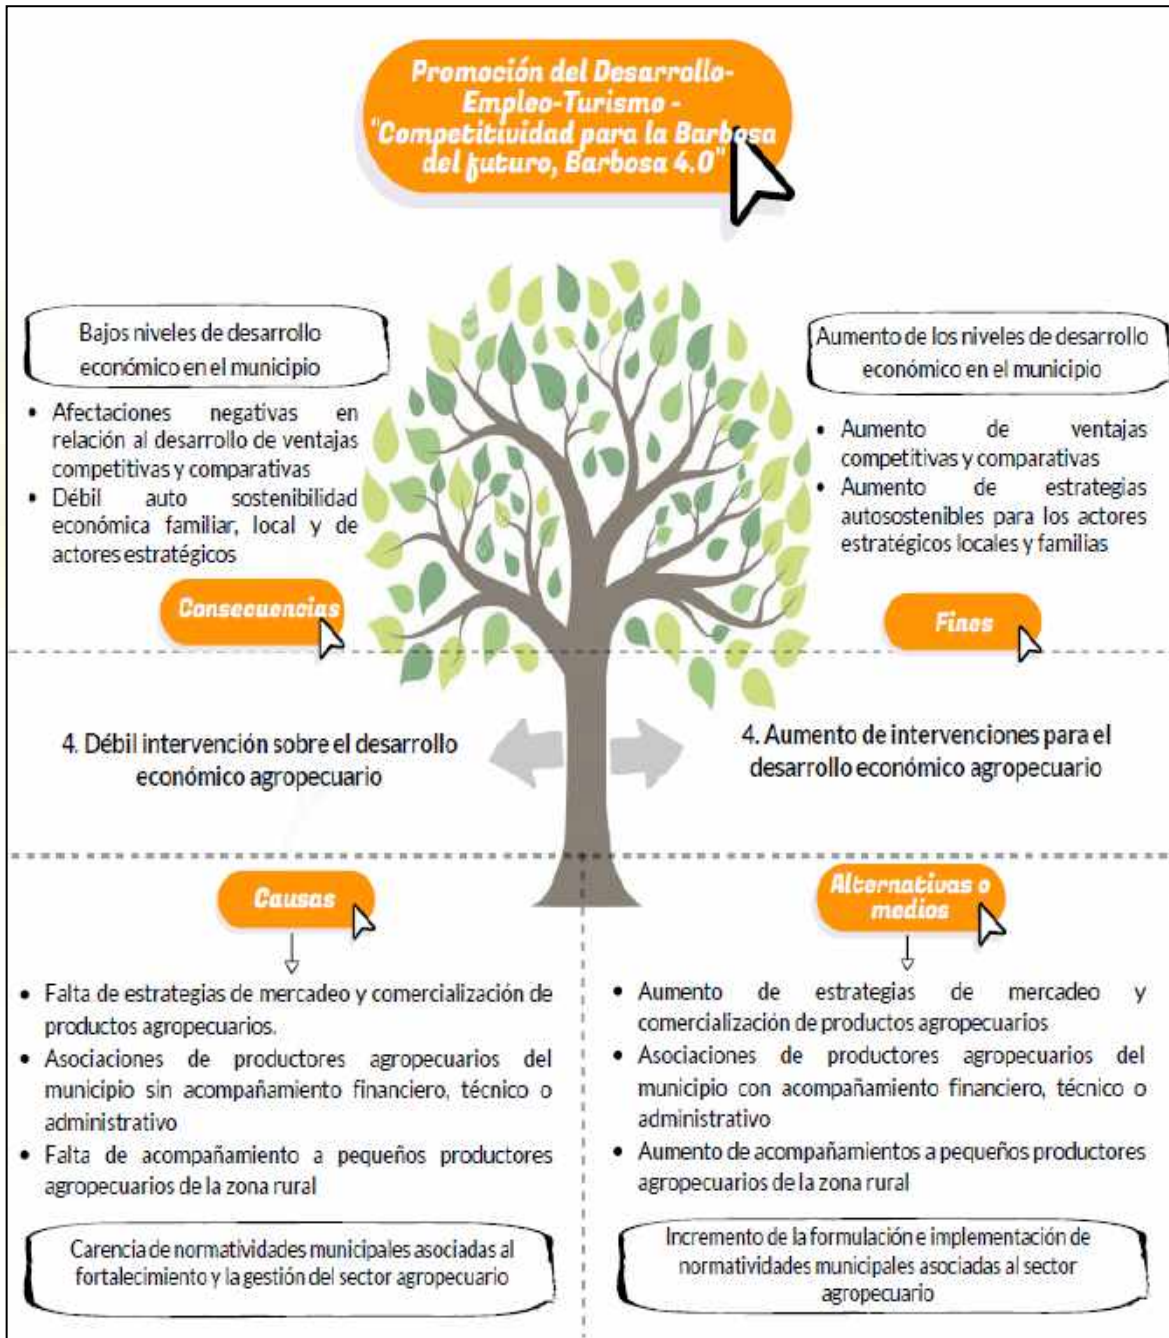 Promoción del Desarrollo-
Empleo-Turismo -
"Competitividad para la Barbosa
del futuro, Barbosa 4.0"
Bajos niveles de desarrollo
económico en el municipio
• Afectaciones negativas en
relación al desarrollo de ventajas
competitivas y comparativas
• Débil auto sostenibilidad
económica familiar, local y de
actores estratégicos
Consecuencias
Aumento de los niveles de desarrollo
económico en el municipio
• Aumento de ventajas
competitivas y comparativas
• Aumento de estrategias
autosostenibles para los actores
estratégicos locales y familias
Fines
4. Débil intervención sobre el desarrollo
económico agropecuario
4. Aumento de intervenciones para el
desarrollo económico agropecuario
Causas
• Falta de estrategias de mercadeo y comercialización de
productos agropecuarios.
• Asociaciones de productores agropecuarios del
municipio sin acompañamiento financiero, técnico o
administrativo
• Falta de acompañamiento a pequeños productores
agropecuarios de la zona rural
Carencia de normatividades municipales asociadas al
fortalecimiento y la gestión del sector agropecuario
Alternativas o
medios
• Aumento de estrategias de mercadeo y
comercialización de productos agropecuarios
• Asociaciones de productores agropecuarios del
municipio con acompañamiento financiero, técnico o
administrativo
• Aumento de acompañamientos a pequeños productores
agropecuarios de la zona rural
Incremento de la formulación e implementación de
normatividades municipales asociadas al sector
agropecuario